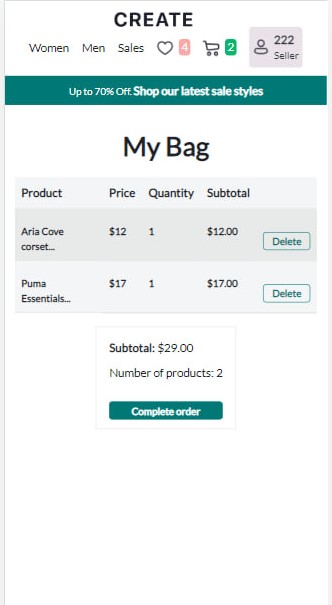 CREATE
Women Men Sales 4 2 222
Seller
Up to 70% Off. Shop our latest sale styles
My Bag
Product Price Quantity Subtotal
Aria Cove $12 1 $12.00
corset... Delete
Puma $17 1 $17.00
Essentials... Delete
Subtotal: $29.00
Number of products: 2
Complete order